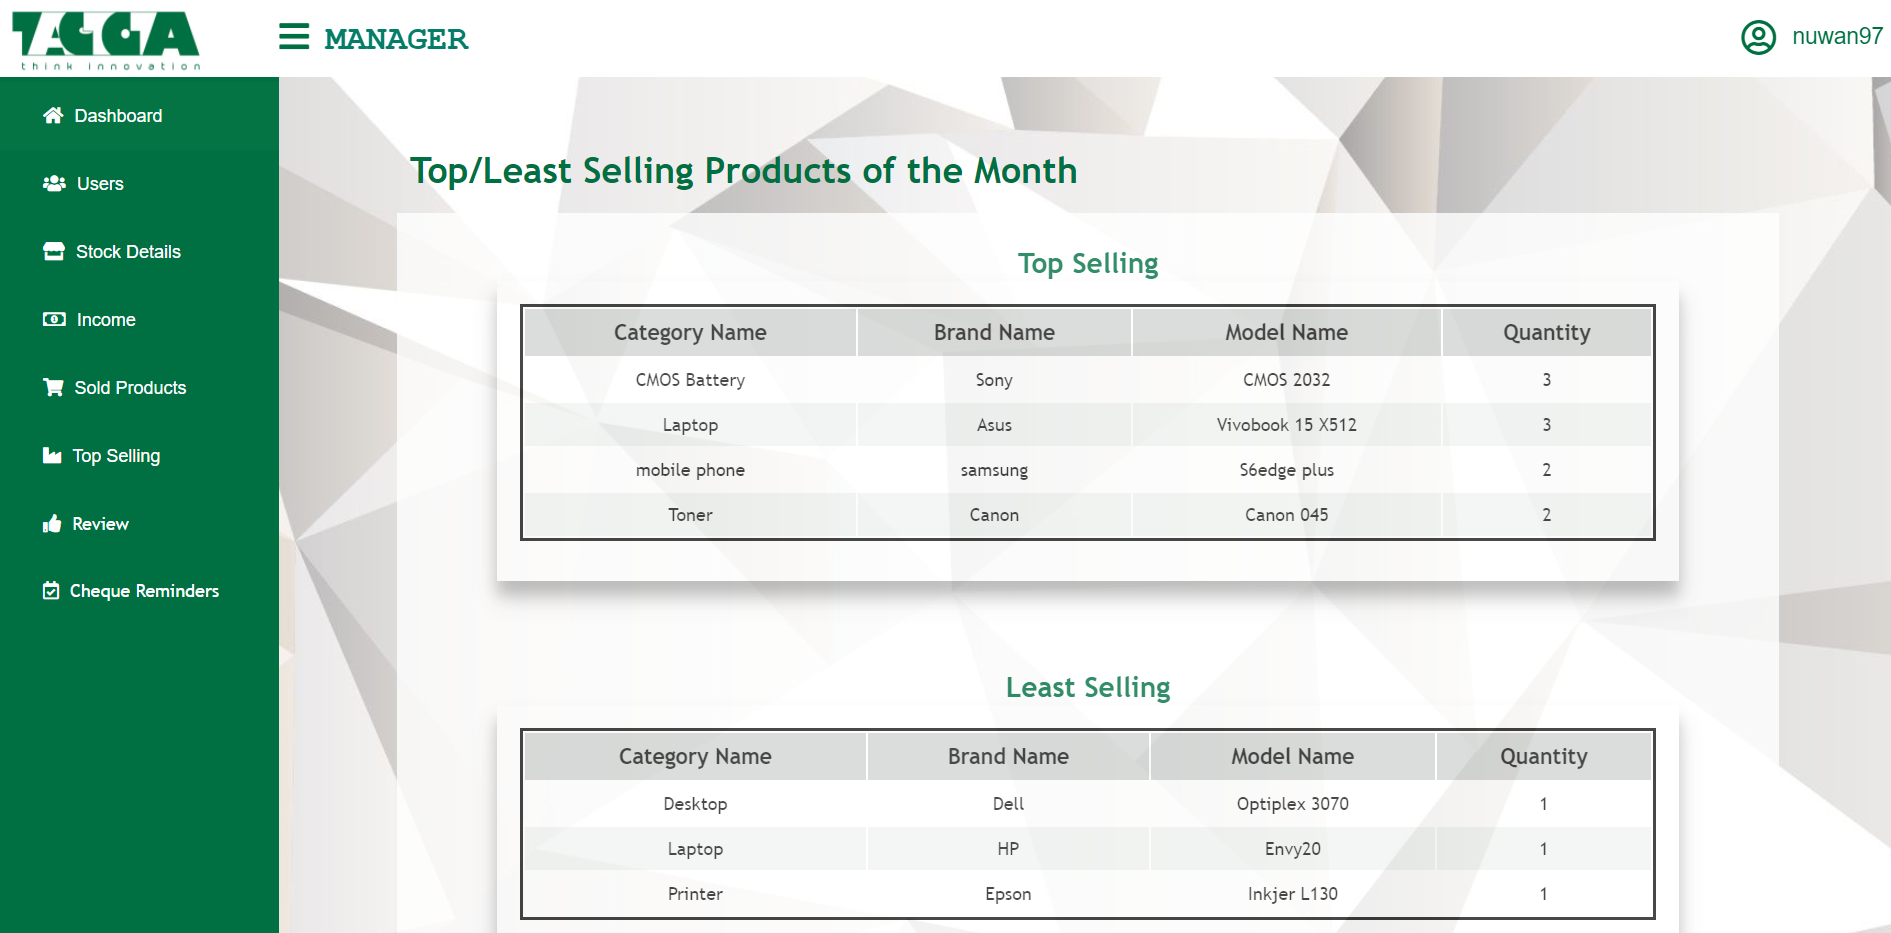 TAGGA
think innovation
MANAGER
nuwan97
Dashboard
Users
Stock Details
Income
Sold Products
Top Selling
Review
Cheque Reminders
Top/Least Selling Products of the Month
Top Selling
Category Name Brand Name Model Name Quantity
CMOS Battery Sony CMOS 2032 3
Laptop Asus Vivobook 15 X512 3
mobile phone samsung S6edge plus 2
Toner Canon Canon 045 2
Least Selling
Category Name Brand Name Model Name Quantity
Desktop Dell Optiplex 3070 1
Laptop HP Envy20 1
Printer Epson Inkjer L130 1